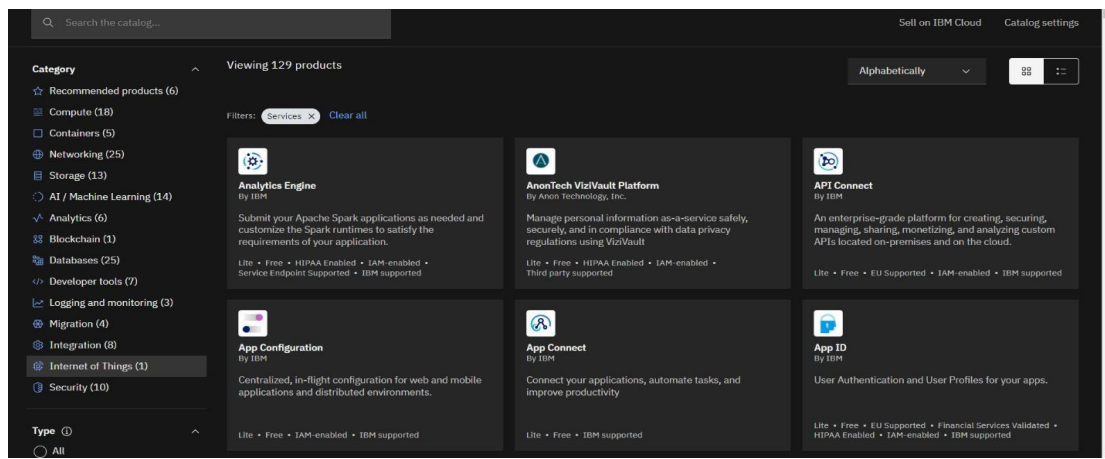 Search the catalog...
Sell on IBM Cloud
Catalog settings
Category
Recommended products (6)
Compute (18)
Containers (5)
Networking (25)
Storage (13)
AI / Machine Learning (14)
Analytics (6)
Blockchain (1)
Databases (25)
Developer tools (7)
Logging and monitoring (3)
Migration (4)
Integration (8)
Internet of Things (1)
Security (10)
Type
All
Viewing 129 products
Alphabetically
Filters: Services X Clear all
Analytics Engine
By IBM
Submit your Apache Spark applications as needed and
customize the Spark runtimes to satisfy the
requirements of your application.
Lite • Free • HIPAA Enabled • IAM-enabled •
Service Endpoint Supported • IBM supported
AnonTech ViziVault Platform
By Anon Technology, Inc.
Manage personal information as-a-service safely,
securely, and in compliance with data privacy
regulations using ViziVault
Lite • Free • HIPAA Enabled • IAM-enabled •
Third party supported
API Connect
By IBM
An enterprise-grade platform for creating, securing,
managing, sharing, monetizing, and analyzing custom
APIs located on-premises and on the cloud.
Lite • Free • EU Supported • IAM-enabled • IBM supported
App Configuration
By IBM
Centralized, in-flight configuration for web and mobile
applications and distributed environments.
Lite • Free • IAM-enabled • IBM supported
App Connect
By IBM
Connect your applications, automate tasks, and
improve productivity
Lite • Free • IBM supported
App ID
By IBM
User Authentication and User Profiles for your apps.
Lite • Free • EU Supported • Financial Services Validated •
HIPAA Enabled • IAM-enabled • IBM supported